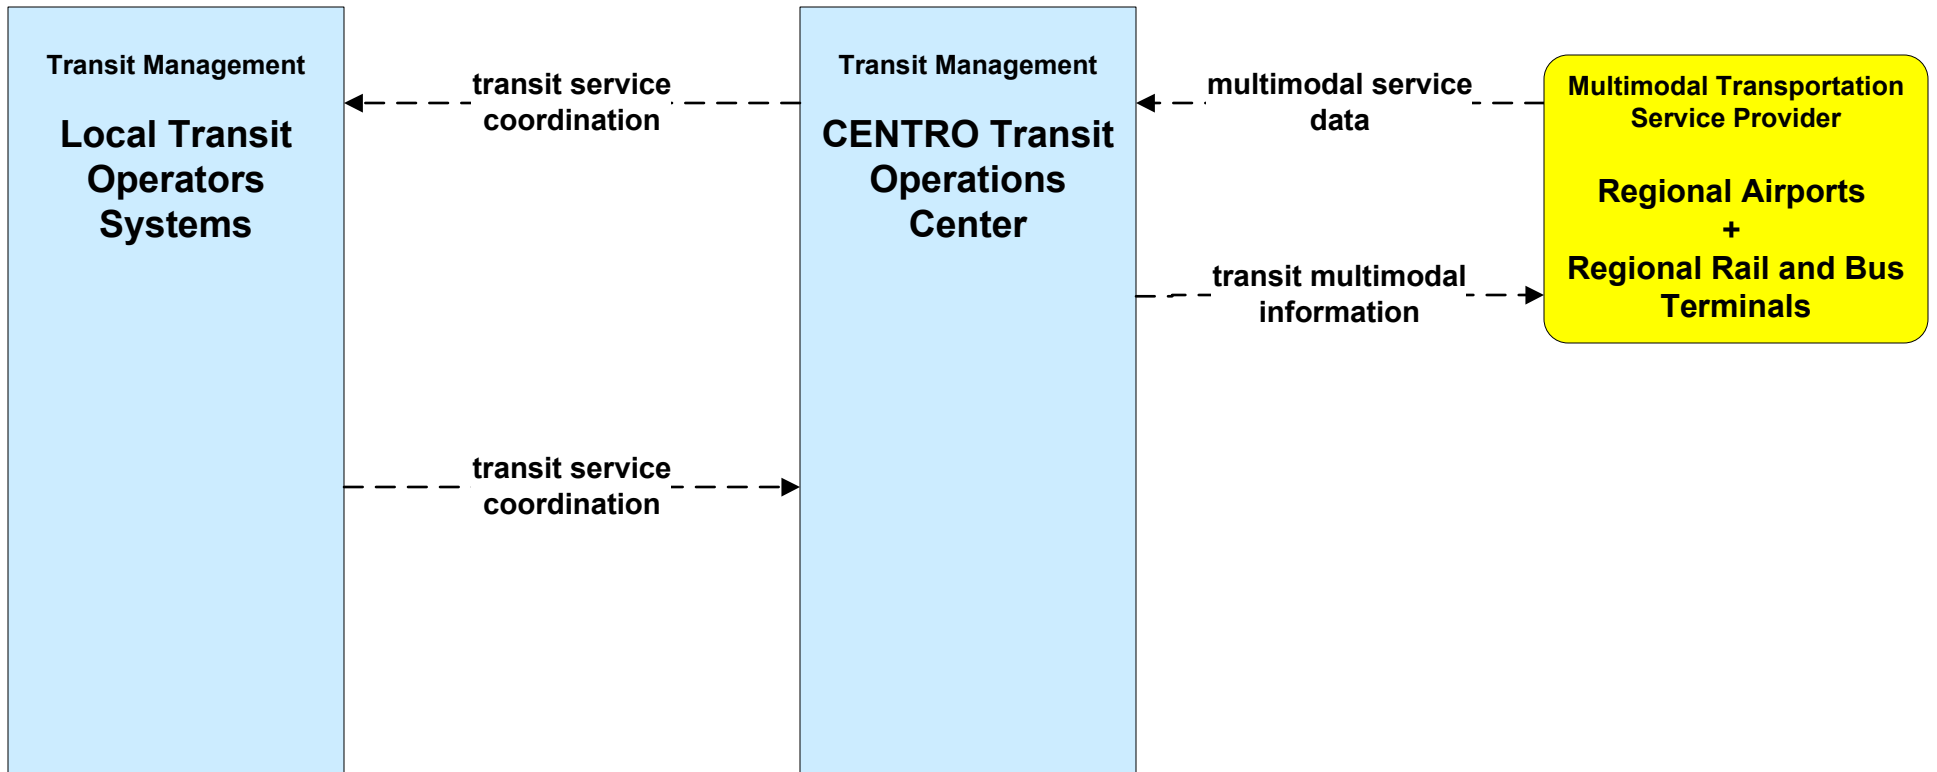 Transit Management
Local Transit
Operators
Systems
transit service
coordination
transit service
coordination
Transit Management
CENTRO Transit
Operations
Center
multimodal service
data
transit multimodal
information
Multimodal Transportation
Service Provider
Regional Airports
+
Regional Rail and Bus
Terminals